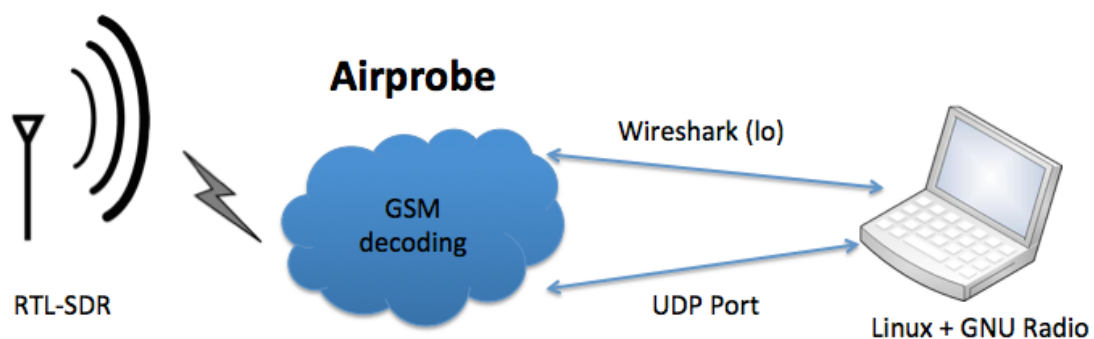 Airprobe
Wireshark (lo)
GSM
decoding
RTL-SDR
UDP Port
Linux + GNU Radio